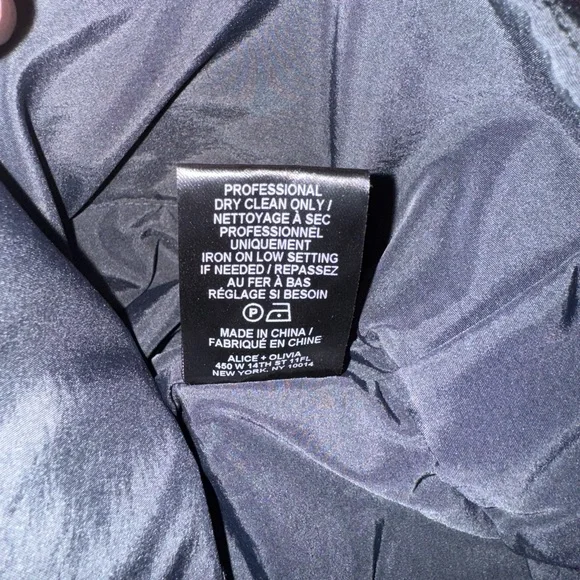 PROFESSIONAL
DRY CLEAN ONLY /
NETTOYAGE À SEC
PROFESSIONNEL
UNIQUEMENT
IRON ON LOW SETTING
IF NEEDED / REPASSEZ
AU FER À BAS
RÉGLAGE SI BESOIN
P
MADE IN CHINA /
FABRIQUÉ EN CHINE
ALICE + OLIVIA
450 W 14TH ST 11FL
NEW YORK, NY 10014